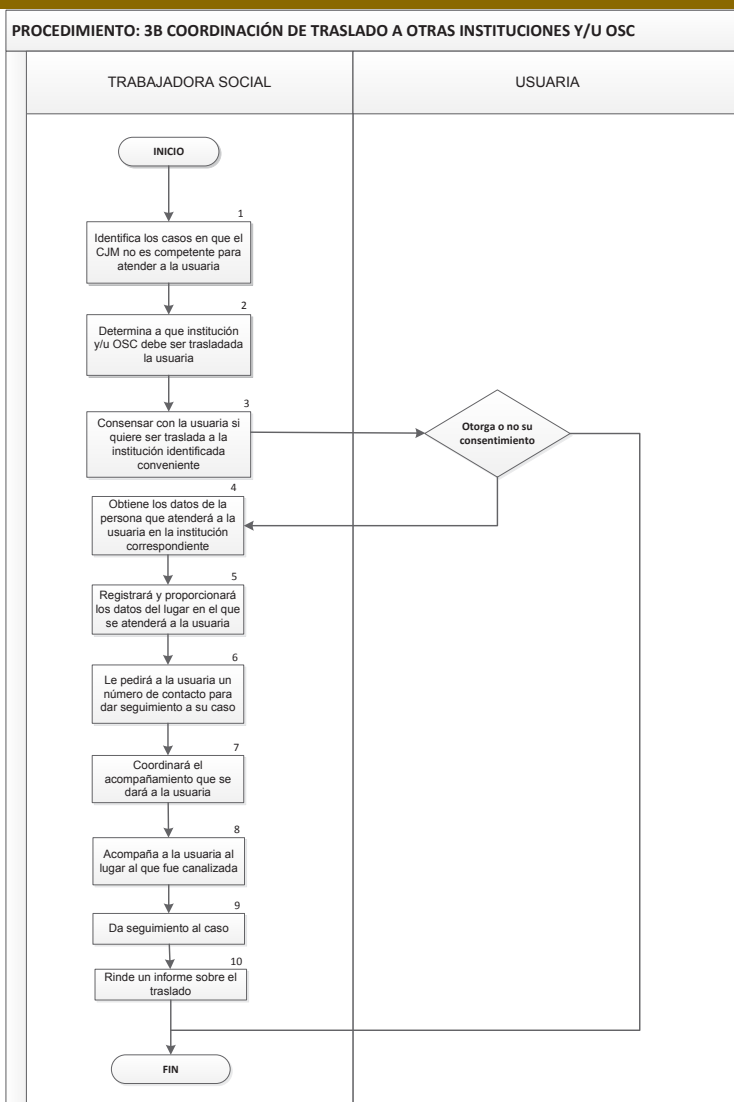 PROCEDIMIENTO: 3B COORDINACIÓN DE TRASLADO A OTRAS INSTITUCIONES Y/U OSC
TRABAJADORA SOCIAL
USUARIA
INICIO
1
Identifica los casos en que el
CJM no es competente para
atender a la usuaria
2
Determina a que institución
y/u OSC debe ser trasladada
la usuaria
3
Consensar con la usuaria si
quiere ser traslada a la
institución identificada
conveniente
Otorga o no su
consentimiento
4
Obtiene los datos de la
persona que atenderá a la
usuaria en la institución
correspondiente
5
Registrará y proporcionará
los datos del lugar en el que
se atenderá a la usuaria
6
Le pedirá a la usuaria un
número de contacto para
dar seguimiento a su caso
7
Coordinará el
acompañamiento que se
dará a la usuaria
8
Acompaña a la usuaria al
lugar al que fue canalizada
9
Da seguimiento al caso
10
Rinde un informe sobre el
traslado
FIN